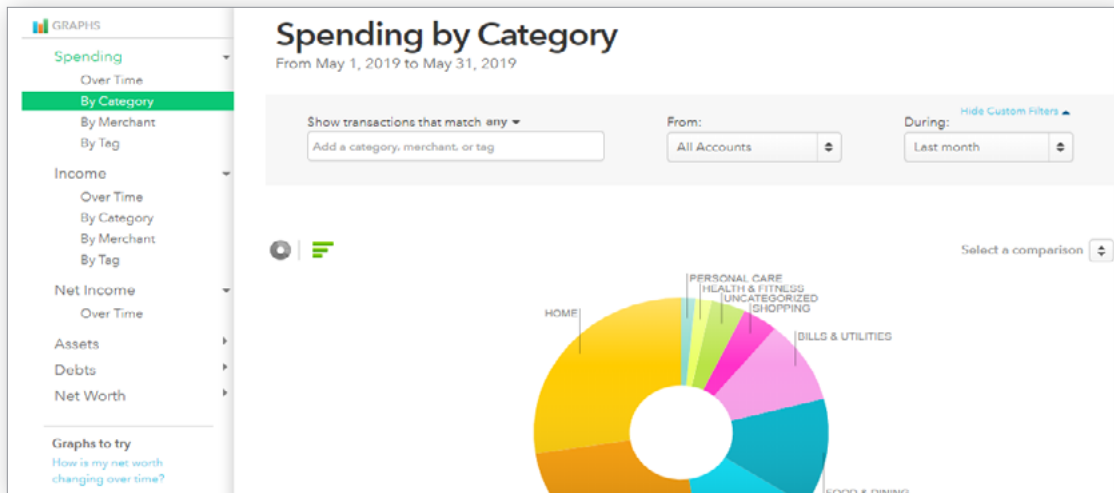 GRAPHS
Spending
Over Time
By Category
By Merchant
By Tag
Income
Over Time
By Category
By Merchant
By Tag
Net Income
Over Time
Assets
Debts
Net Worth
Graphs to try
How is my net worth
changing over time?
Spending by Category
From May 1, 2019 to May 31, 2019
Hide Custom Filters
Show transactions that match any
From:
During:
Add a category, merchant, or tag
All Accounts
Last month
Select a comparison
PERSONAL CARE
HEALTH & FITNESS
UNCATEGORIZED
SHOPPING
HOME
BILLS & UTILITIES
FOOD & DINING